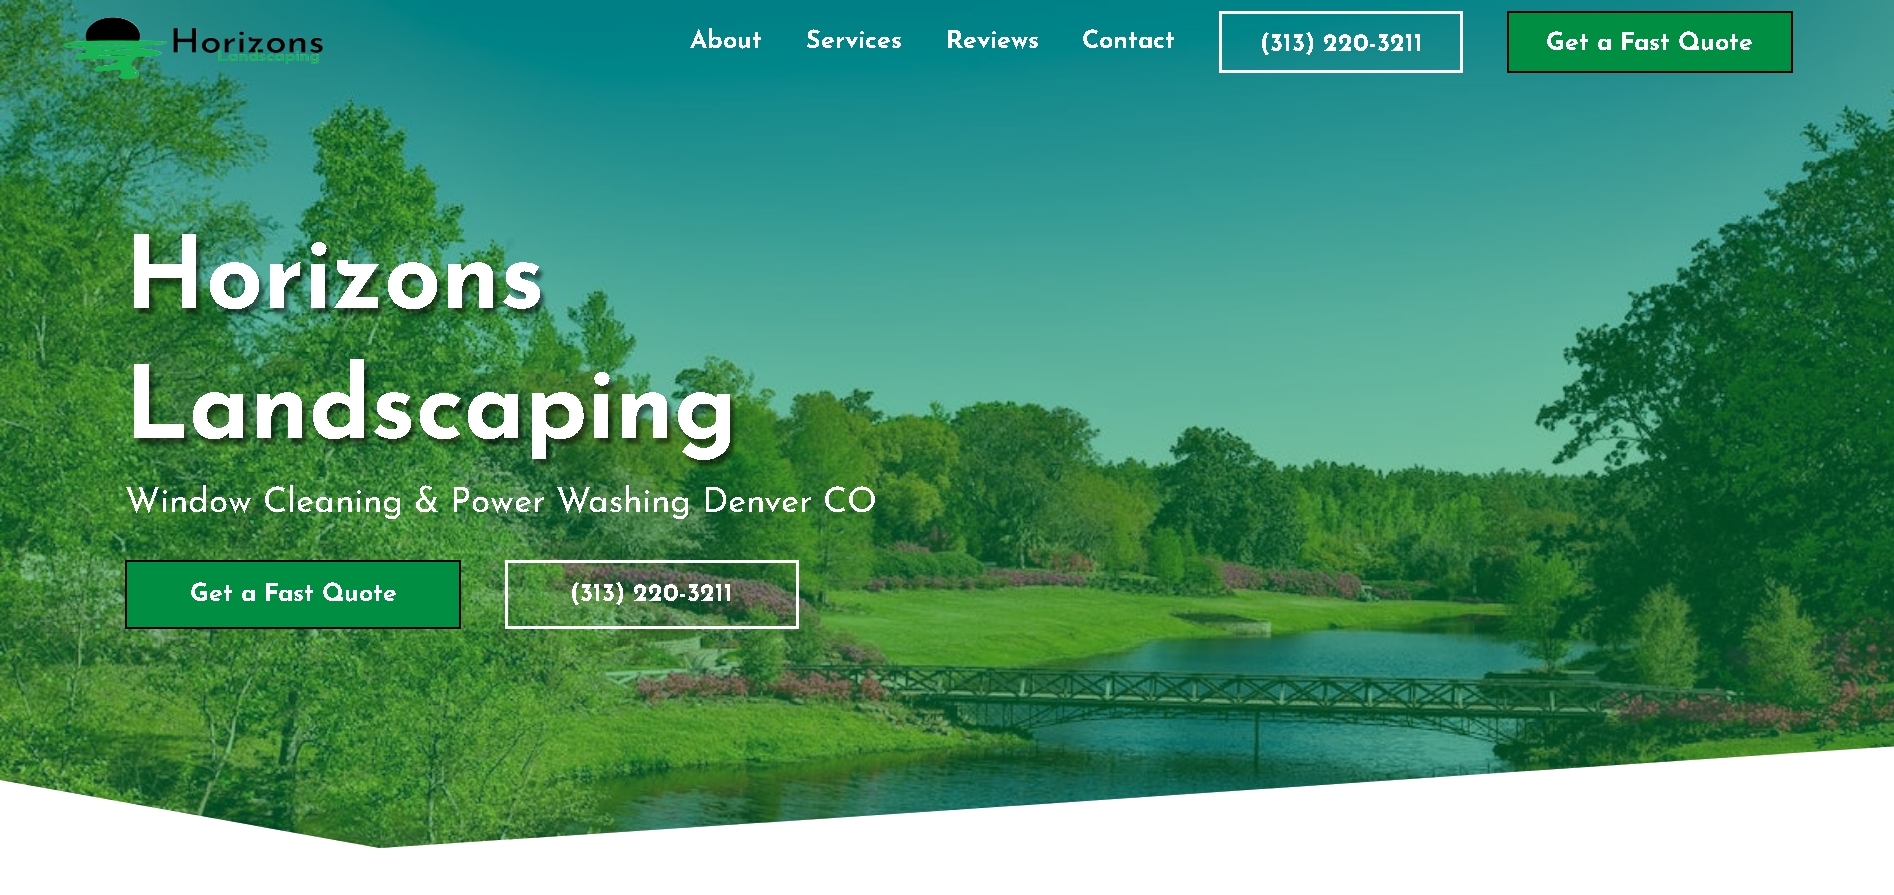 Horizons
Landscaping
About
Services
Reviews
Contact
(313) 220-3211
Get a Fast Quote
Horizons
Landscaping
Window Cleaning & Power Washing Denver CO
Get a Fast Quote
(313) 220-3211